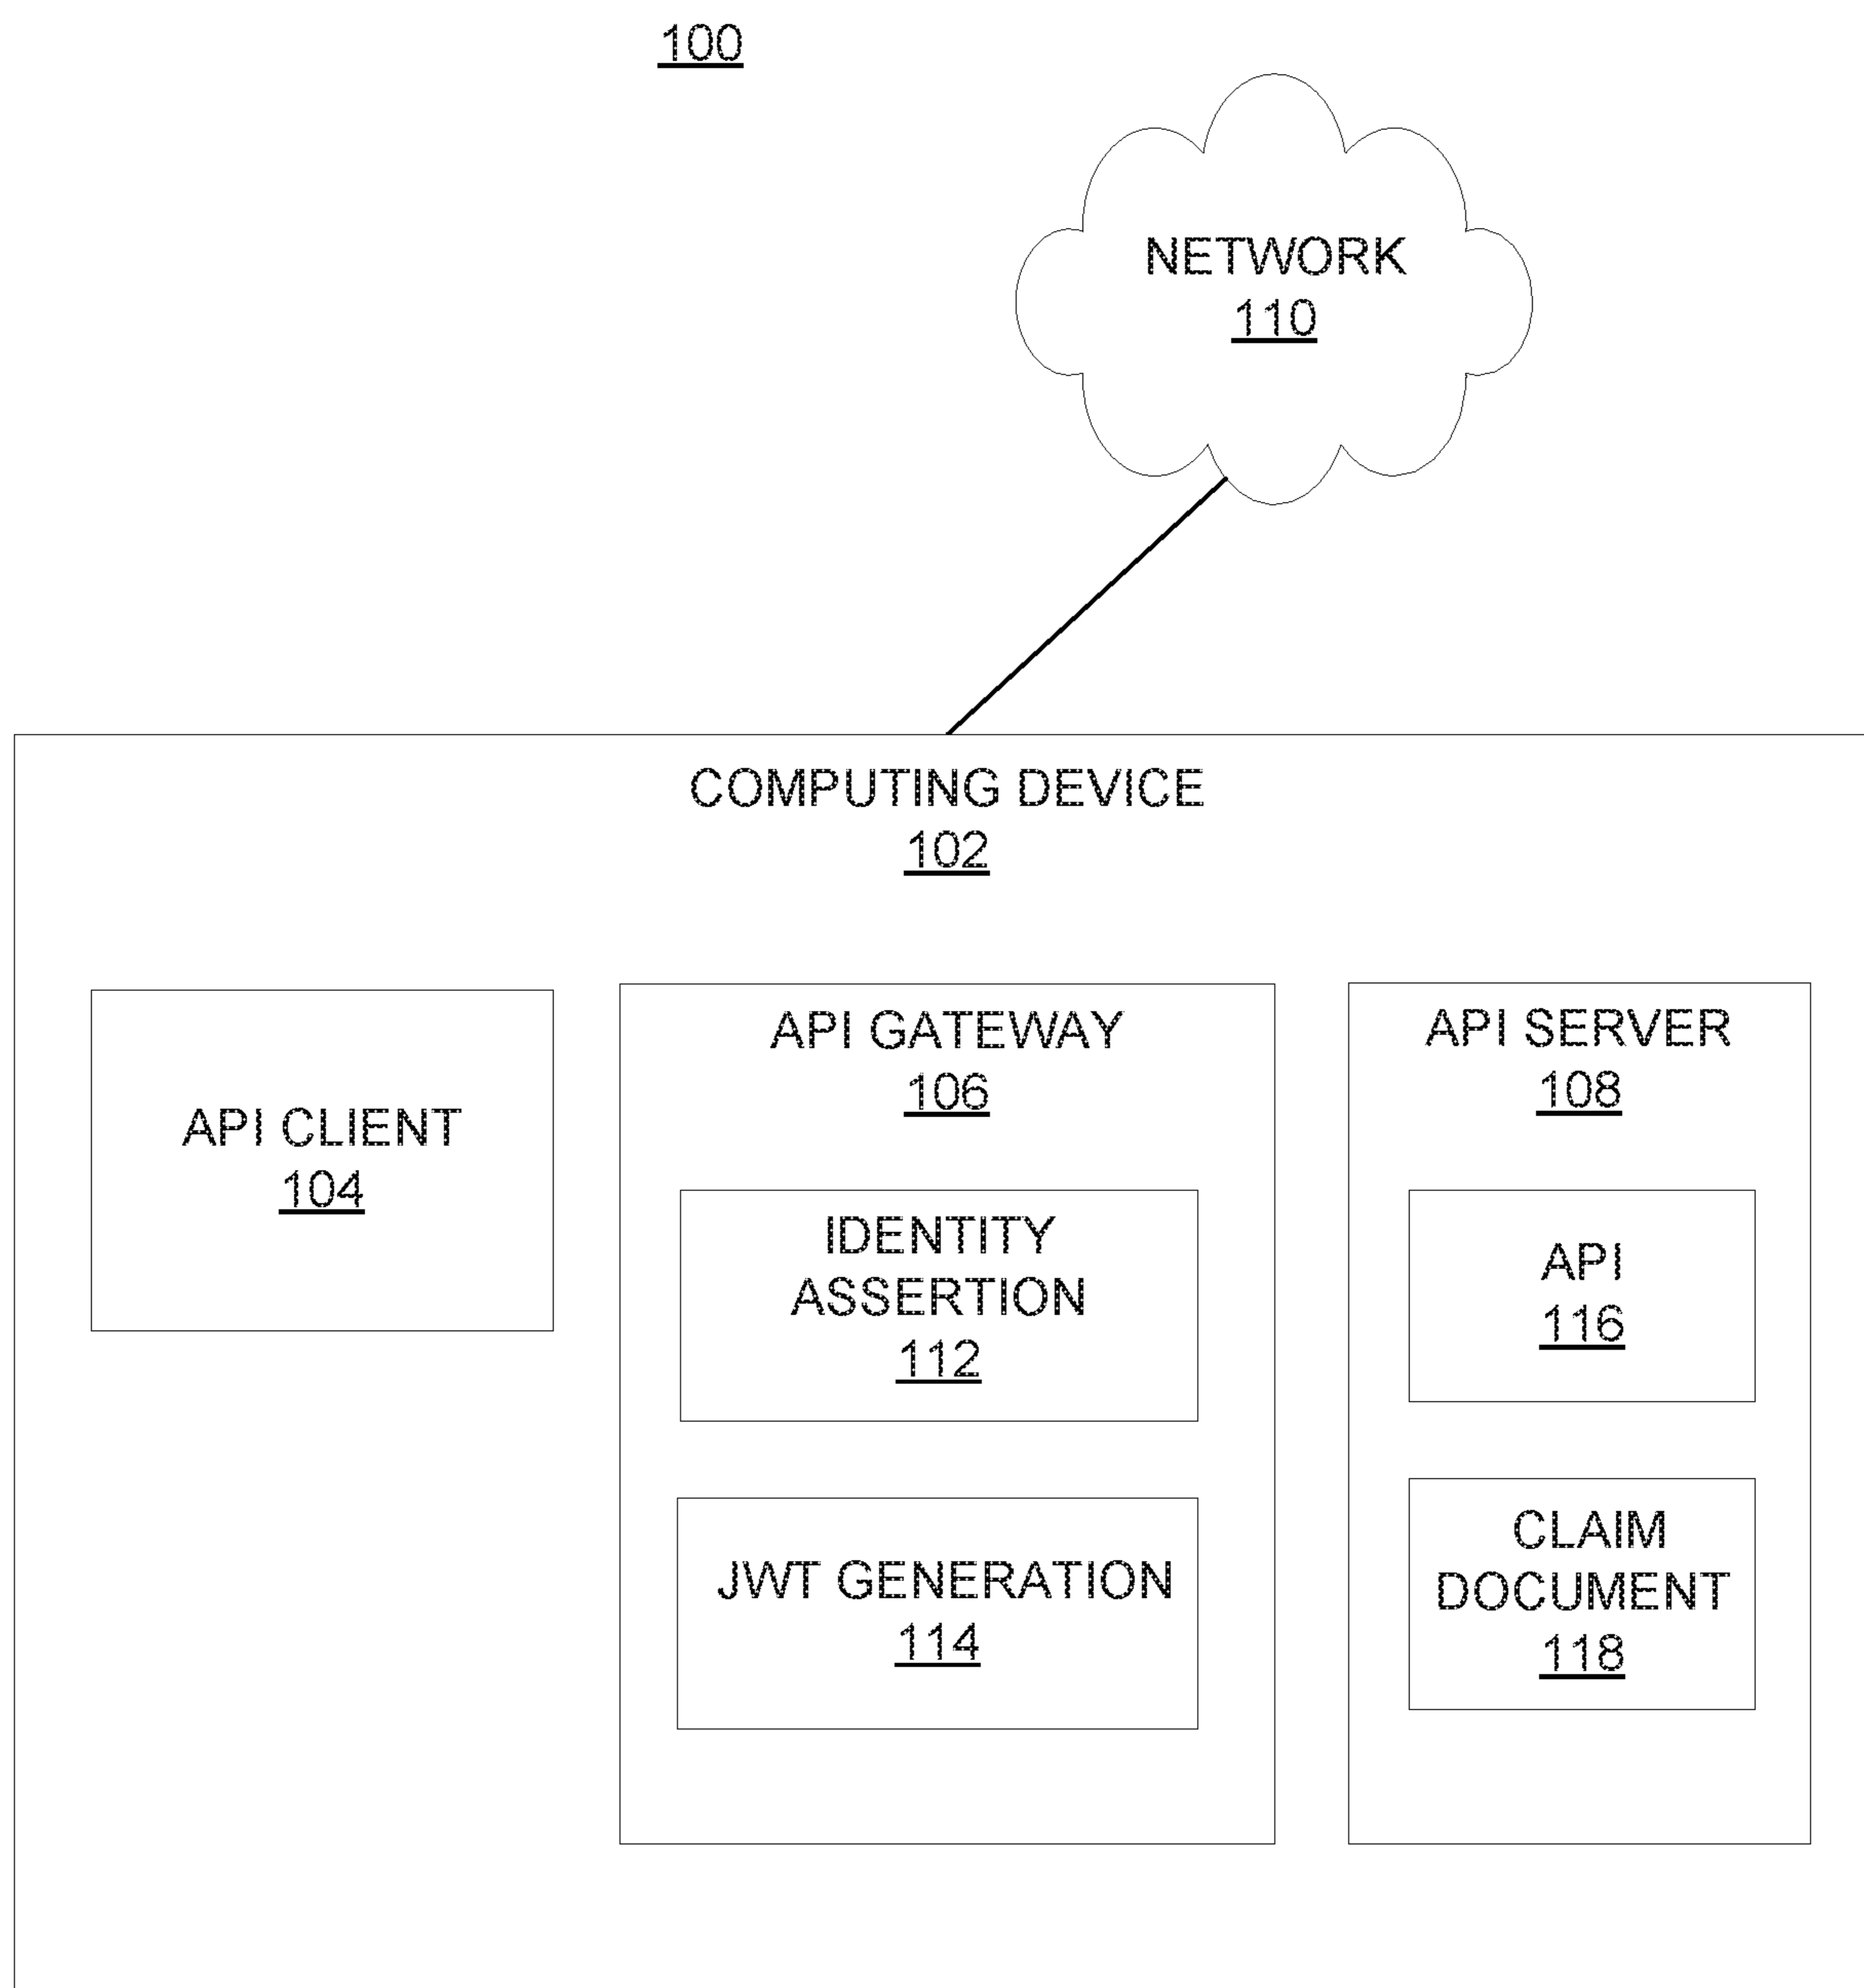 100
NETWORK
110
COMPUTING DEVICE
102
API CLIENT
104
API GATEWAY
106
IDENTITY
ASSERTION
112
JWT GENERATION
114
API SERVER
108
API
116
CLAIM
DOCUMENT
118